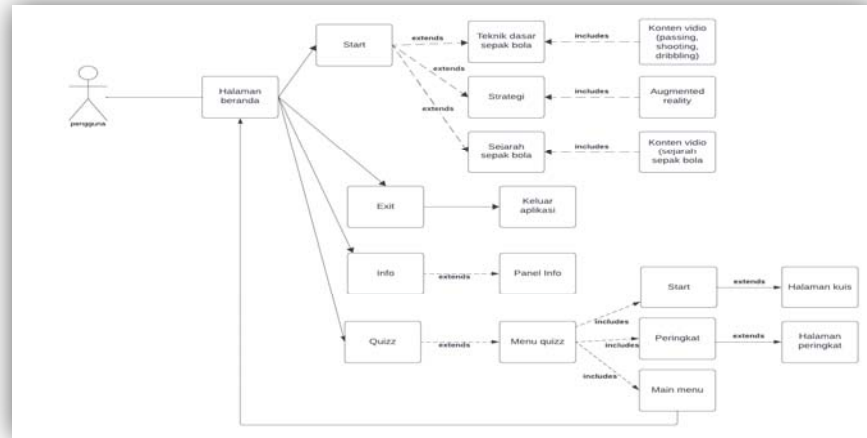 pengguna
Halaman
beranda
Start
extends
Teknik dasar
sepak bola
includes
Konten vidio
(passing,
shooting,
dribbling)
extends
Strategi
includes
Augmented
reality
extends
Sejarah
sepak bola
includes
Konten vidio
(sejarah
sepak bola
Exit
Keluar
aplikasi
Info
extends
Panel Info
Quizz
extends
Menu quizz
includes
Start
extends
Halaman kuis
includes
Peringkat
extends
Halaman
peringkat
includes
Main menu